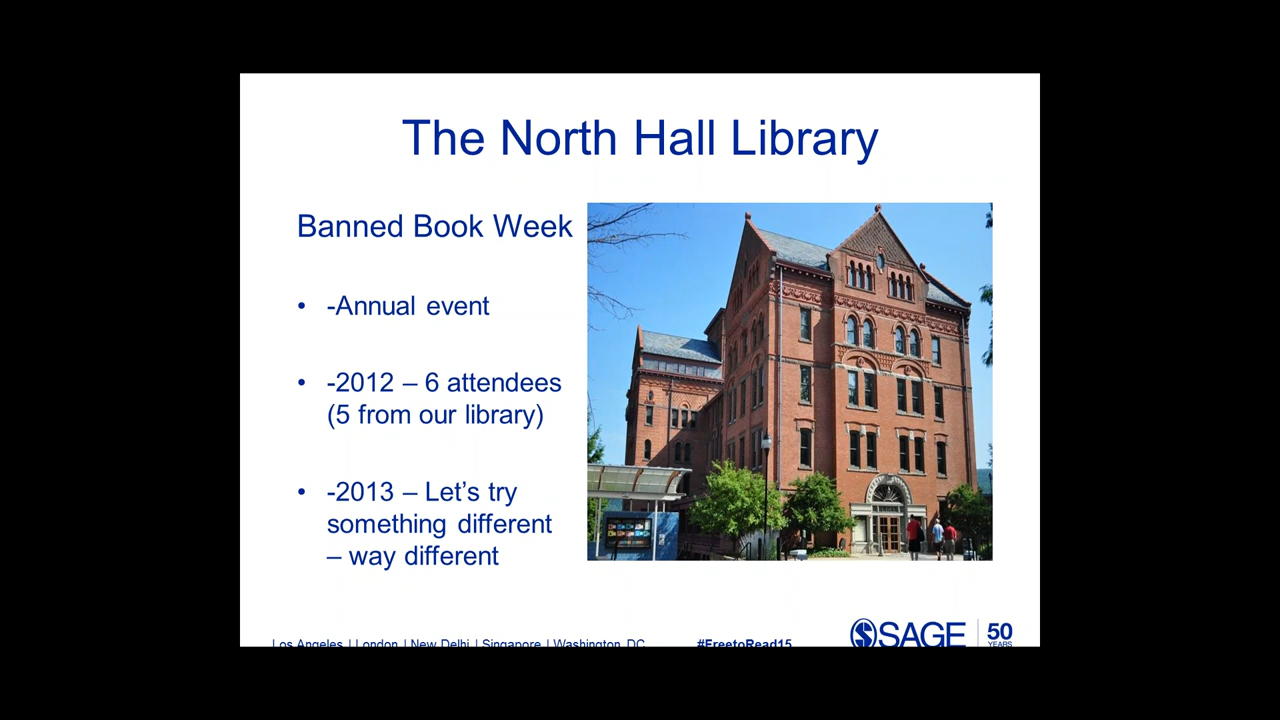 The North Hall Library
Banned Book Week
• -Annual event
• -2012 – 6 attendees
(5 from our library)
• -2013 – Let’s try
something different
– way different
Los Angeles | London | New Delhi | Singapore | Washington DC
#FreetoRead15
SAGE
50
YEARS